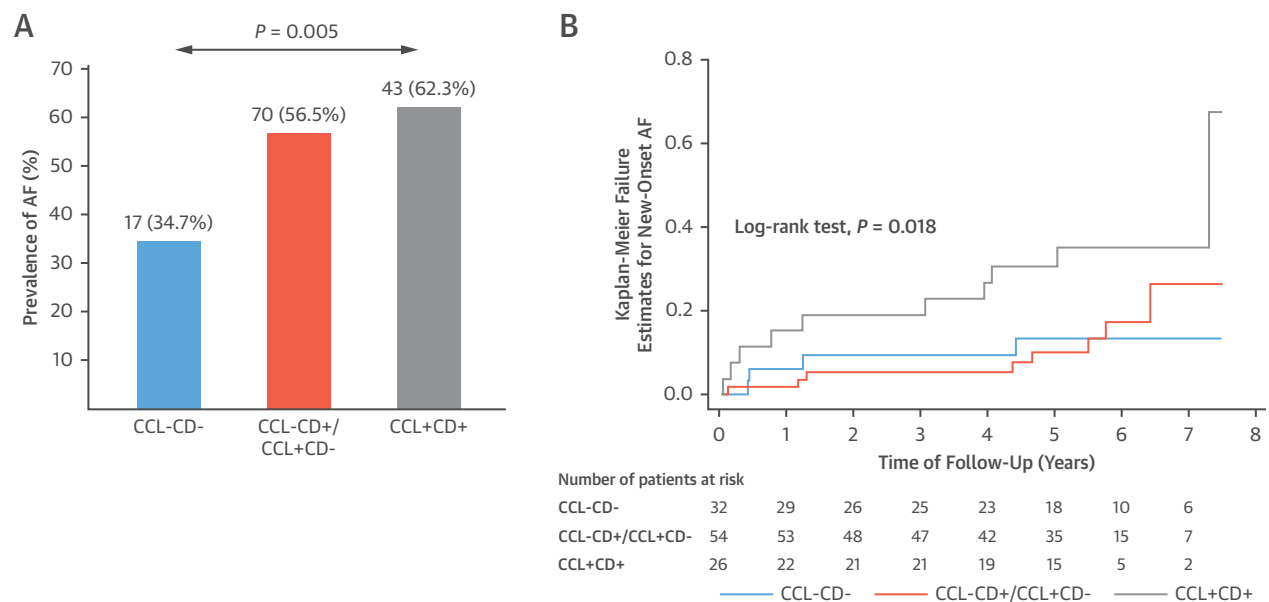 A
P = 0.005
Prevalence of AF (%)
70
60
50
40
30
20
10
17 (34.7%)
70 (56.5%)
43 (62.3%)
CCL-CD-
CCL-CD+/
CCL+CD-
CCL+CD+
B
Kaplan-Meier Failure
Estimates for New-Onset AF
0.8
0.6
0.4
0.2
0.0
Log-rank test, P = 0.018
0 1 2 3 4 5 6 7 8
Time of Follow-Up (Years)
Number of patients at risk
CCL-CD- 32 29 26 25 23 18 10 6
CCL-CD+/CCL+CD- 54 53 48 47 42 35 15 7
CCL+CD+ 26 22 21 21 19 15 5 2
CCL-CD- CCL-CD+/CCL+CD- CCL+CD+